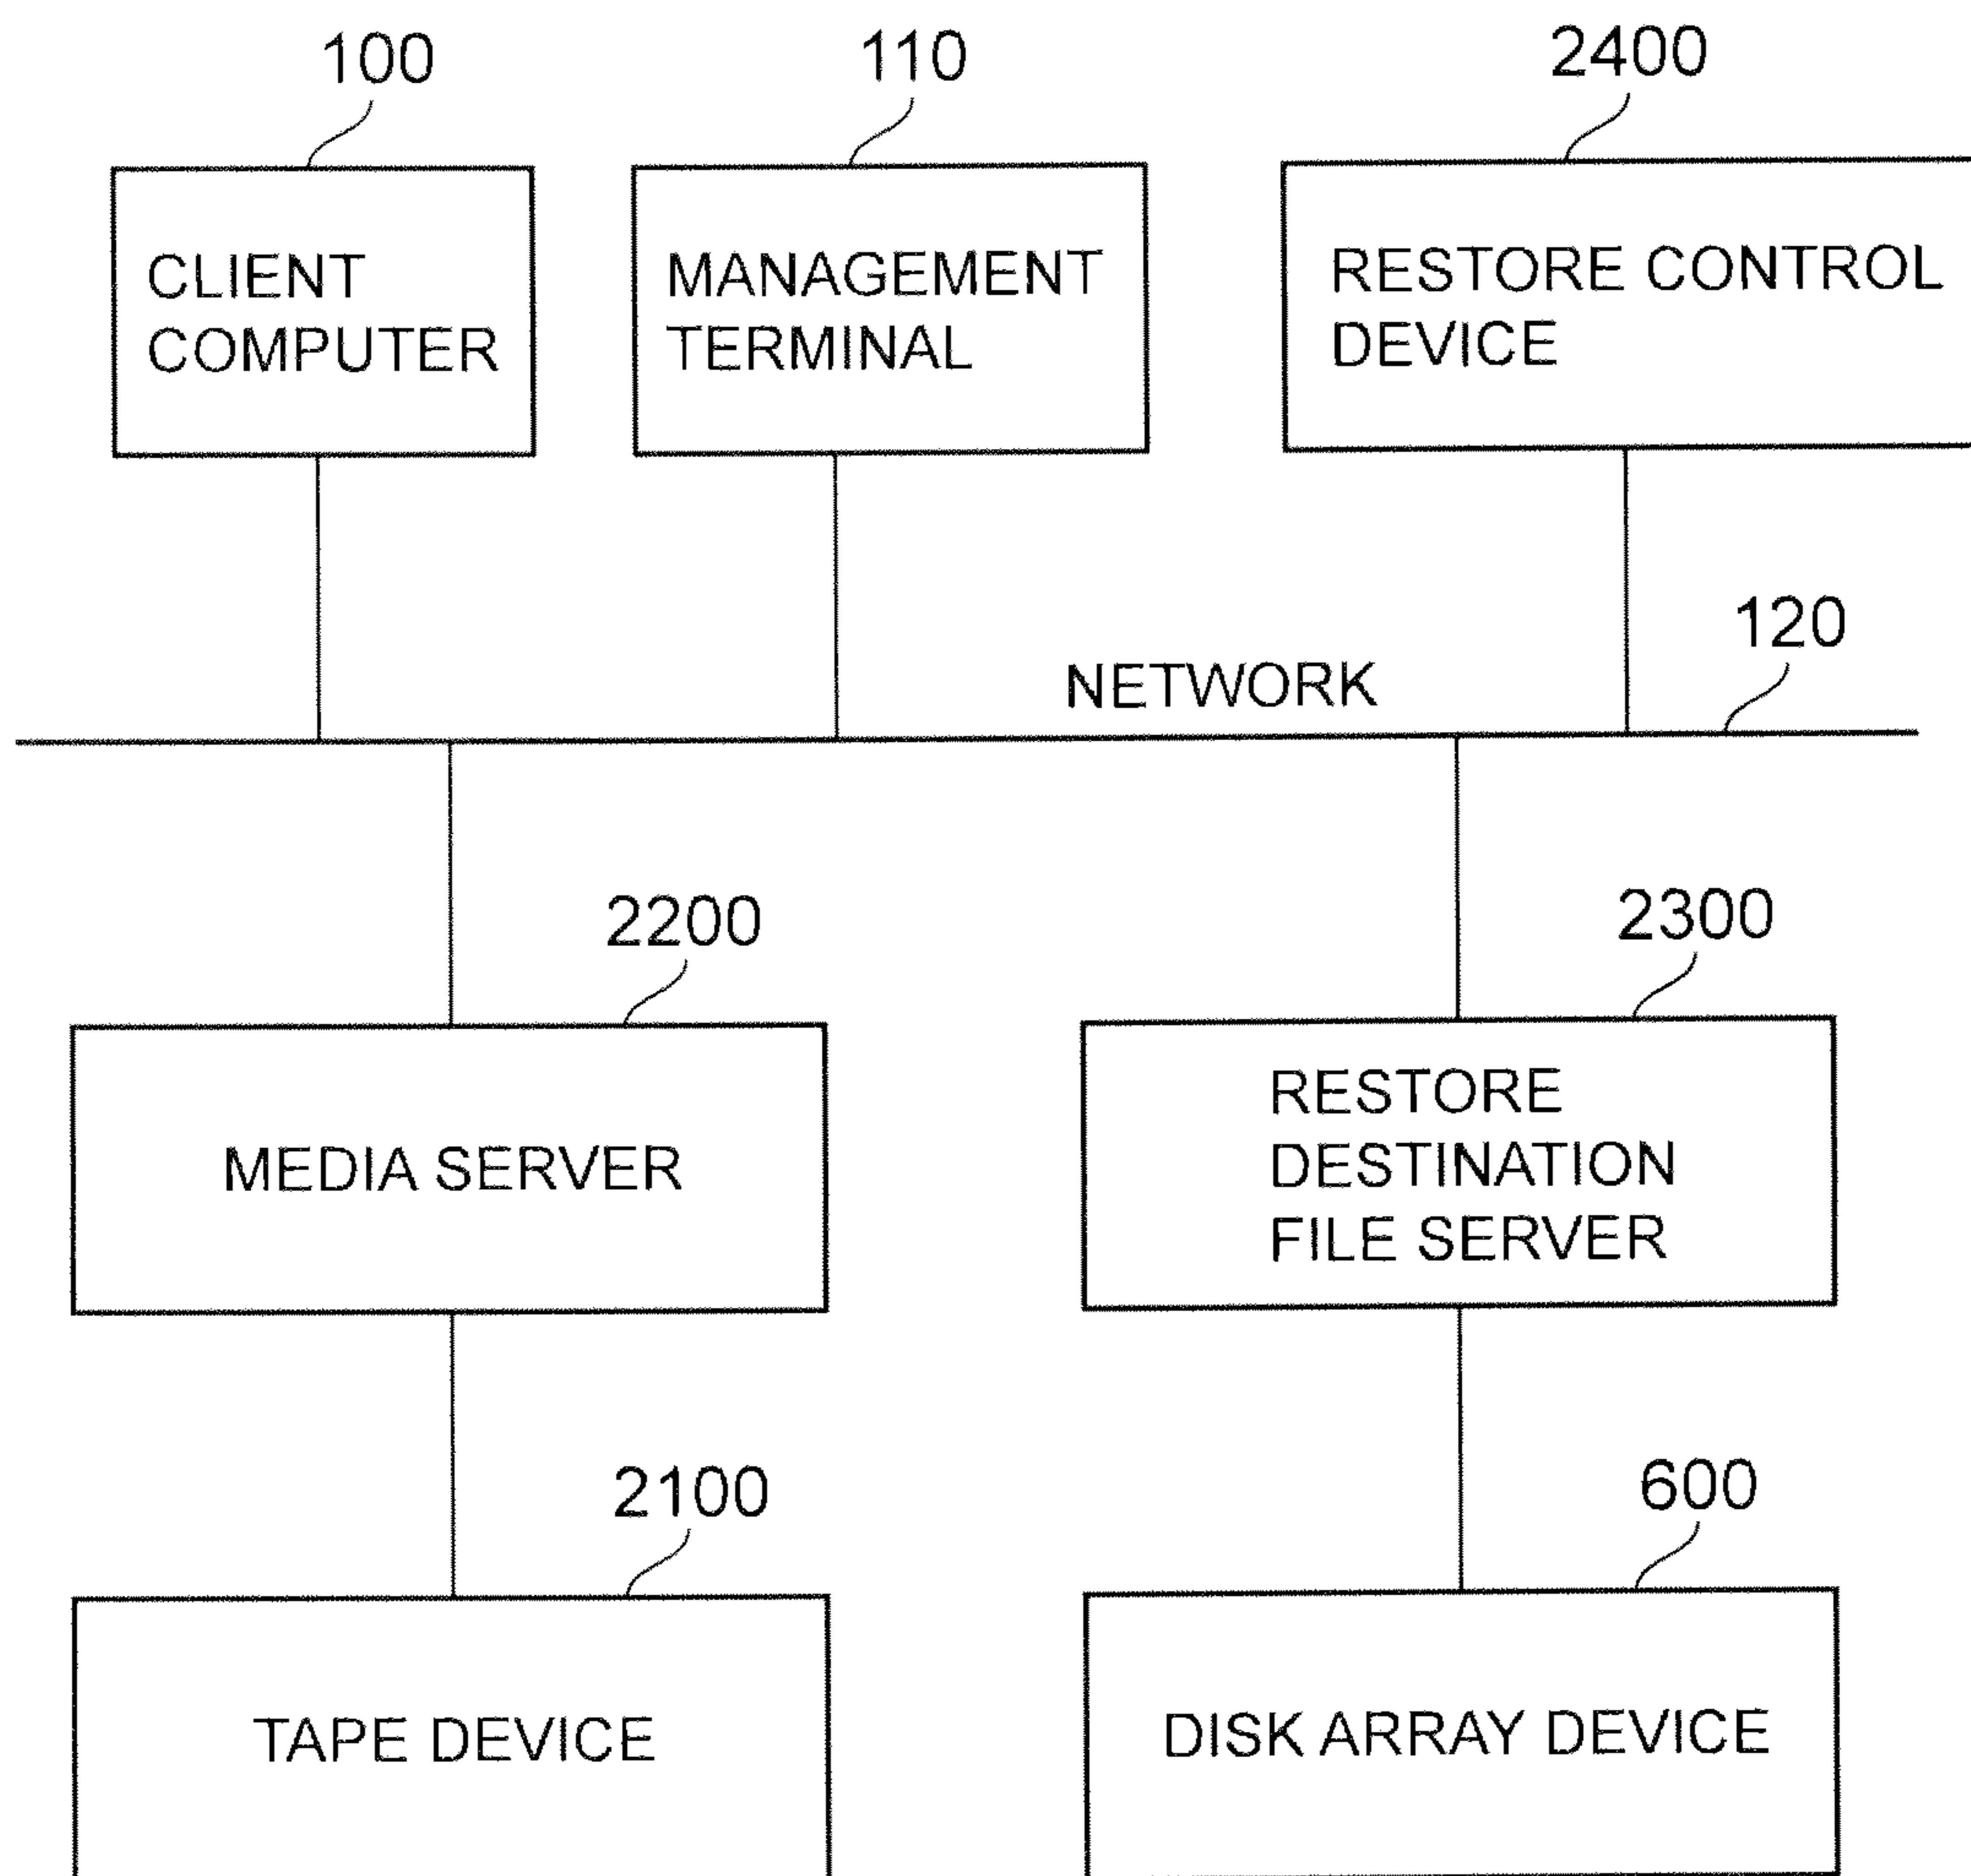 100
110
2400
CLIENT
COMPUTER
MANAGEMENT
TERMINAL
RESTORE CONTROL
DEVICE
120
NETWORK
2200
2300
MEDIA SERVER
RESTORE
DESTINATION
FILE SERVER
2100
600
TAPE DEVICE
DISK ARRAY DEVICE